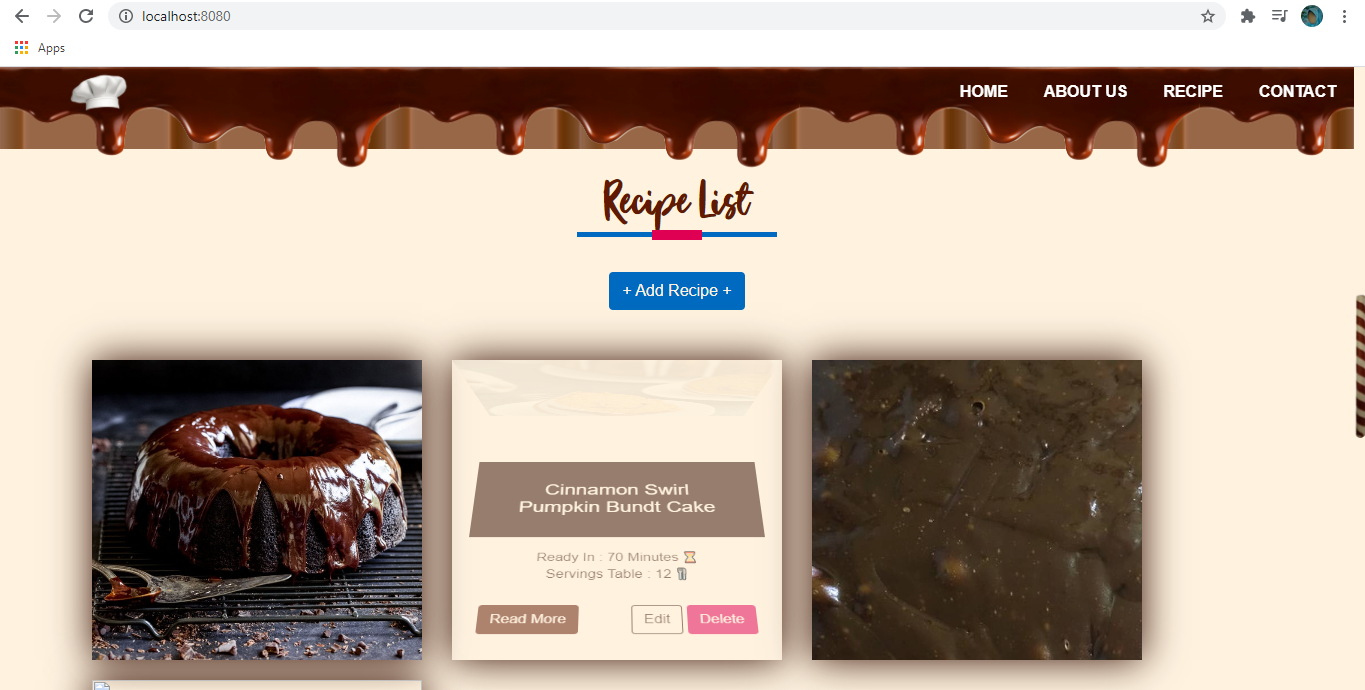 localhost:8080
Apps
HOME ABOUT US RECIPE CONTACT
Recipe List
+ Add Recipe +
Cinnamon Swirl
Pumpkin Bundt Cake
Ready In : 70 Minutes ⏳
Servings Table : 12 🍴
Read More Edit Delete